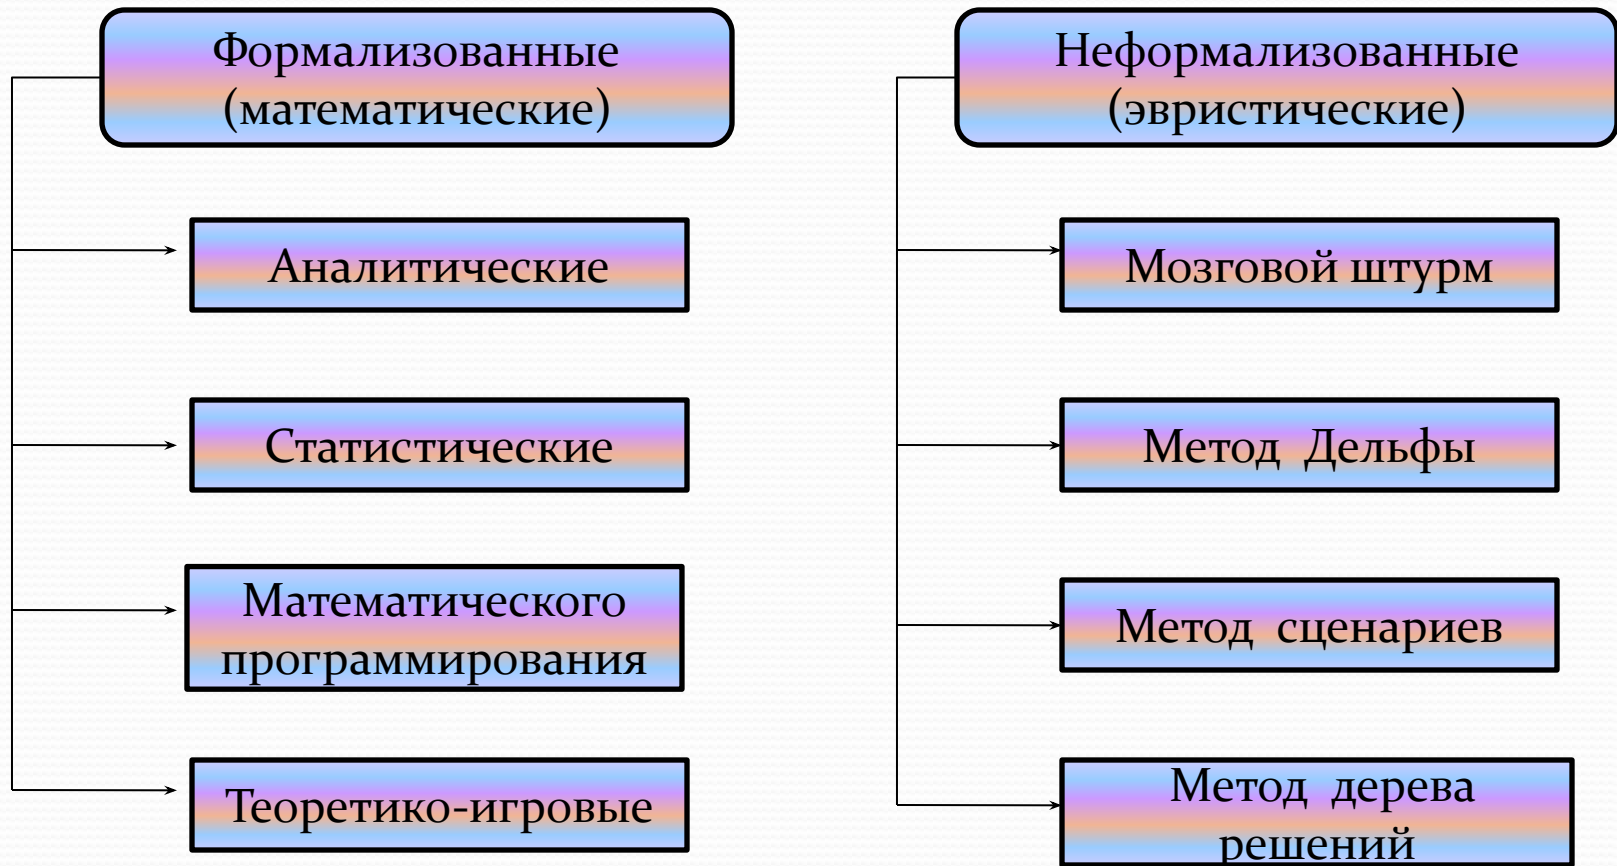 Формализованные
(математические)
Аналитические
Статистические
Математического
программирования
Теоретико-игровые
Неформализованные
(эвристические)
Мозговой штурм
Метод Дельфы
Метод сценариев
Метод дерева
решений